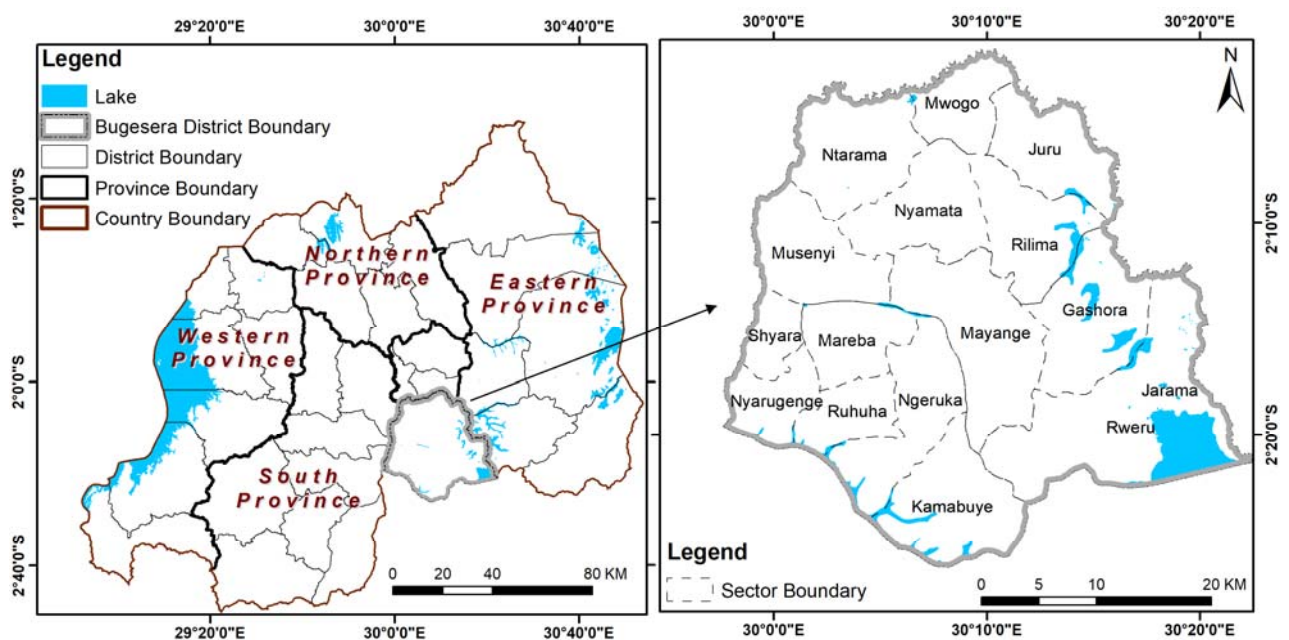 29°20'0"E
30°0'0"E
30°40'0"E
Legend
Lake
Bugesera District Boundary
District Boundary
Province Boundary
Country Boundary
1°20'0"S
2°0'0"S
2°40'0"S
Northern
Province
Eastern
Province
Western
Province
South
Province
0 20 40 80 KM
29°20'0"E
30°0'0"E
30°40'0"E
30°0'0"E
30°10'0"E
30°20'0"E
N
Mwogo
Juru
Ntarama
Nyamata
Rilima
Musenyi
Gashora
Shyara
Mareba
Mayange
Jarama
Nyarugenge
Ruhuha
Ngeruka
Rweru
Kamabuye
2°10'0"S
2°20'0"S
Legend
Sector Boundary
0 5 10 20 KM
30°0'0"E
30°10'0"E
30°20'0"E